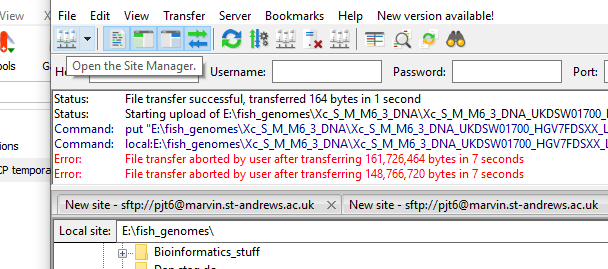 File Edit View Transfer Server Bookmarks Help New version available!
Open the Site Manager.
Username: Password: Port
Status: File transfer successful, transferred 164 bytes in 1 second
Status: Starting upload of E:\fish_genomes\Xc_S_M_M6_3_DNA\Xc_S_M_M6_3_DNA_UKDSW01700_H
Command: put "E:\fish_genomes\Xc_S_M_M6_3_DNA\Xc_S_M_M6_3_DNA_UKDSW01700_HGV7FDSXX_L
Command: local:E:\fish_genomes\Xc_S_M_M6_3_DNA\Xc_S_M_M6_3_DNA_UKDSW01700_HGV7FDSXX_L
Error: File transfer aborted by user after transferring 161,726,464 bytes in 7 seconds
Error: File transfer aborted by user after transferring 148,766,720 bytes in 7 seconds
New site - sftp://pjt6@marvin.st-andrews.ac.uk New site - sftp://pjt6@marvin.st-andrews.ac.uk
Local site: E:\fish_genomes\
Bioinformatics_stuff